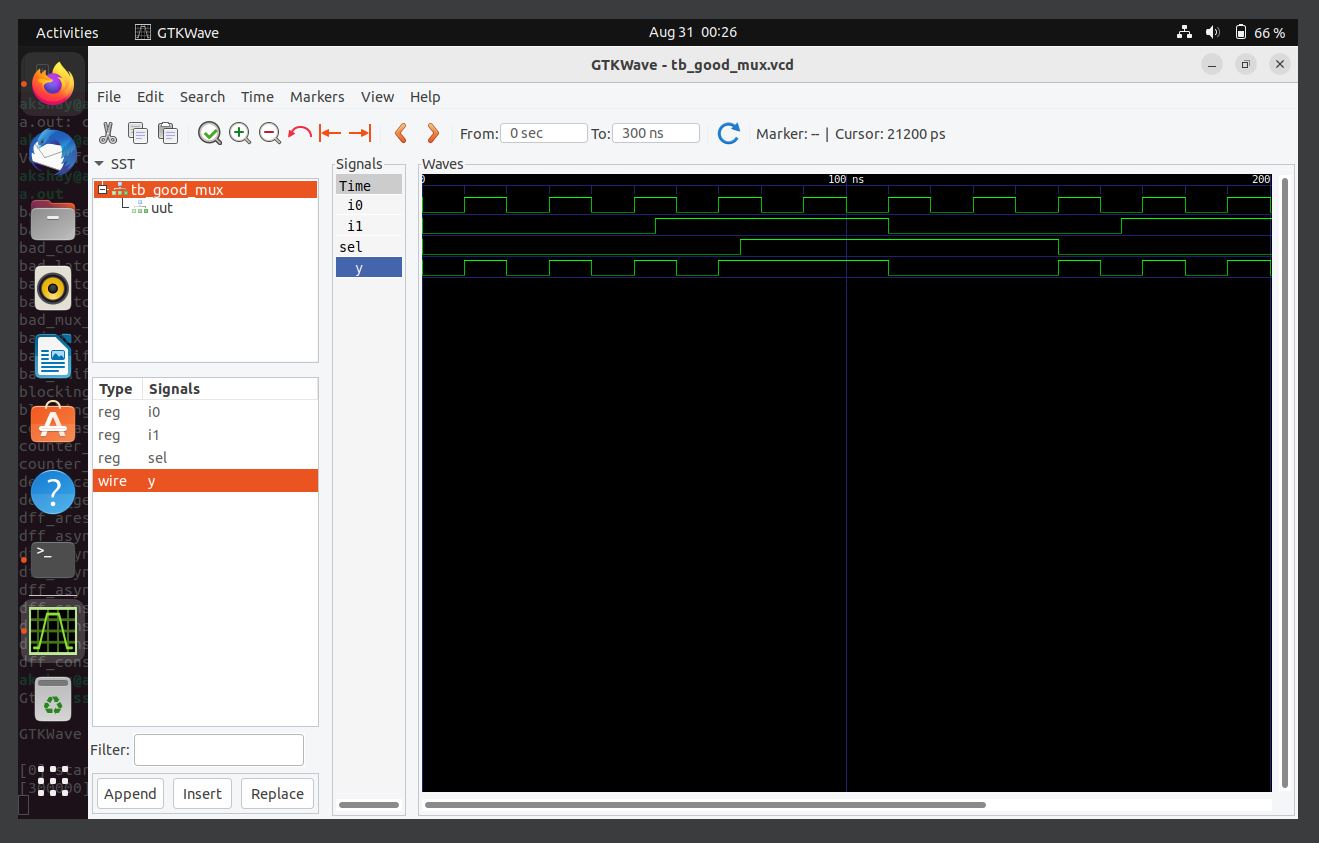 Activities GTKWave Aug 31 00:26 66 %
GTKWave - tb_good_mux.vcd
File Edit Search Time Markers View Help
From: 0 sec To: 300 ns Marker: -- | Cursor: 21200 ps
SST
tb_good_mux
uut
Type Signals
reg i0
reg i1
reg sel
wire y
Filter:
Append Insert Replace
Signals
Time
i0
i1
sel
y
Waves
0 100 ns 200
akshay@a
a.out: c
akshay@a
a.out
bad_coun
bad_mux_
blocking
counter_
counter_
dff_ares
dff_asyn
dff_asyn
dff_cons
GTKWave
[300000]